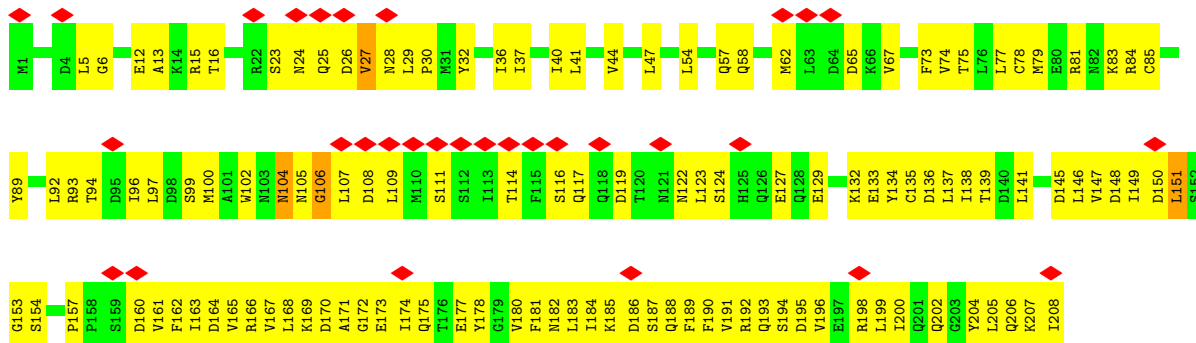 M1 D4 L5 G6 E12 A13 K14 R15 T16 R22 S23 N24 Q25 D26 V27 N28 L29 P30 M31 Y32 I36 I37 I40 L41 V44 L47 L54 Q57 Q58 M62 L63 D64 D65 K66 V67 F73 V74 T75 L76 L77 C78 M79 E80 R81 N82 K83 R84 C85
Y89 L92 R93 T94 D95 I96 L97 D98 S99 M100 A101 W102 N103 N104 N105 G106 L107 D108 L109 M110 S111 S112 I113 T114 F115 S116 Q117 Q118 D119 T120 N121 N122 L123 S124 H125 Q126 E127 Q128 E129 K132 E133 Y134 C135 D136 L137 I138 T139 D140 L141 D145 L146 V147 D148 I149 D150 L151 S152
G153 S154 P157 P158 S159 D160 V161 F162 I163 D164 V165 R166 V167 L168 K169 D170 A171 G172 E173 I174 Q175 T176 E177 Y178 G179 V180 F181 N182 L183 I184 K185 D186 S187 Q188 F189 F190 V191 R192 Q193 S194 D195 V196 E197 R198 L199 I200 Q201 Q202 G203 Y204 L205 Q206 K207 I208